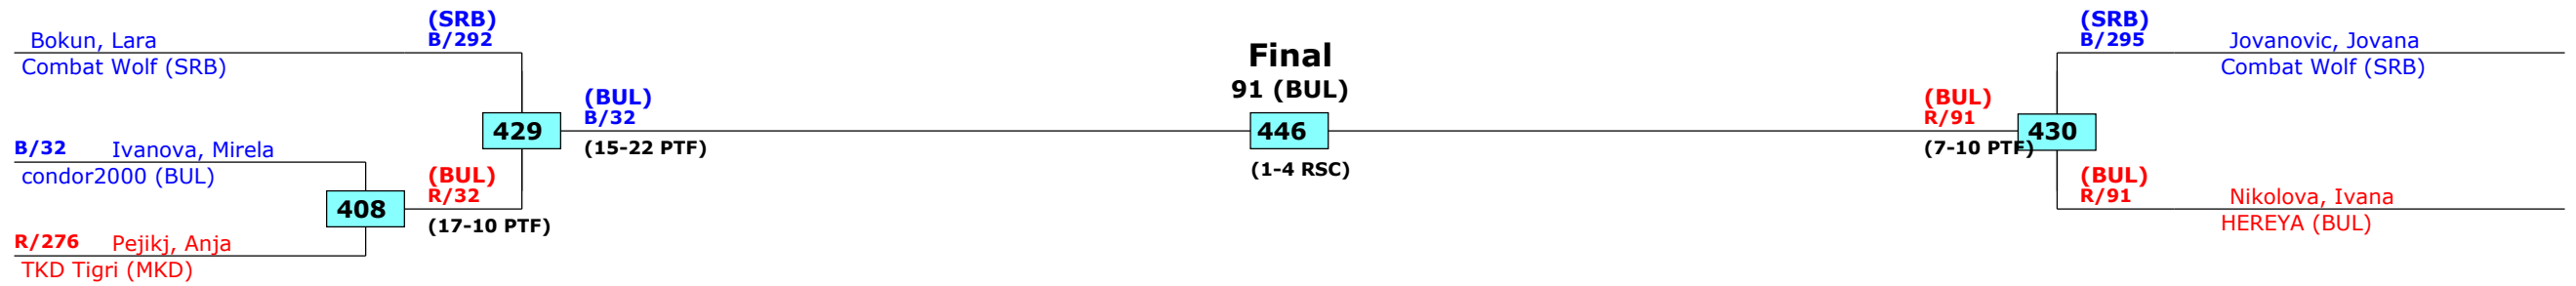 (SRB)
B/292
Bokun, Lara
Combat Wolf (SRB)
B/32 Ivanova, Mirela
condor2000 (BUL)
408
R/276 Pejikj, Anja
TKD Tigri (MKD)
(BUL)
R/32
(17-10 PTF)
429
(BUL)
B/32
(15-22 PTF)
Final
91 (BUL)
446
(1-4 RSC)
(BUL)
R/91
(7-10 PTF)
430
(SRB)
B/295
Jovanovic, Jovana
Combat Wolf (SRB)
(BUL)
R/91
Nikolova, Ivana
HEREYA (BUL)